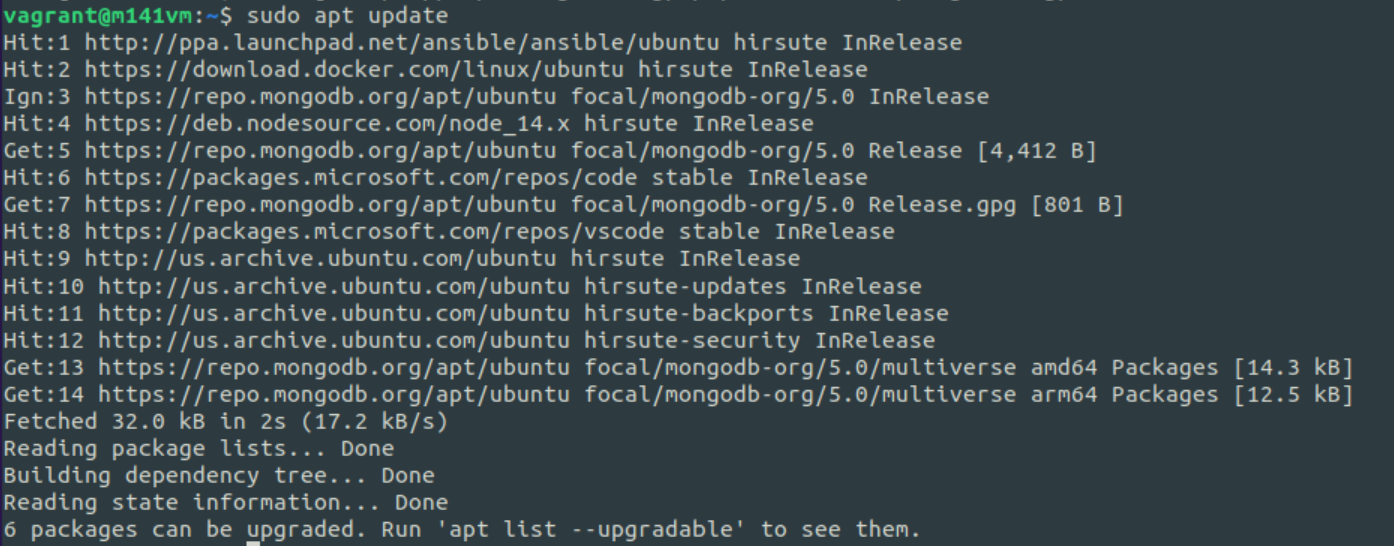 vagrant@m141vm:~$ sudo apt update
Hit:1 http://ppa.launchpad.net/ansible/ansible/ubuntu hirsute InRelease
Hit:2 https://download.docker.com/linux/ubuntu hirsute InRelease
Ign:3 https://repo.mongodb.org/apt/ubuntu focal/mongodb-org/5.0 InRelease
Hit:4 https://deb.nodesource.com/node_14.x hirsute InRelease
Get:5 https://repo.mongodb.org/apt/ubuntu focal/mongodb-org/5.0 Release [4,412 B]
Hit:6 https://packages.microsoft.com/repos/code stable InRelease
Get:7 https://repo.mongodb.org/apt/ubuntu focal/mongodb-org/5.0 Release.gpg [801 B]
Hit:8 https://packages.microsoft.com/repos/vscode stable InRelease
Hit:9 http://us.archive.ubuntu.com/ubuntu hirsute InRelease
Hit:10 http://us.archive.ubuntu.com/ubuntu hirsute-updates InRelease
Hit:11 http://us.archive.ubuntu.com/ubuntu hirsute-backports InRelease
Hit:12 http://us.archive.ubuntu.com/ubuntu hirsute-security InRelease
Get:13 https://repo.mongodb.org/apt/ubuntu focal/mongodb-org/5.0/multiverse amd64 Packages [14.3 kB]
Get:14 https://repo.mongodb.org/apt/ubuntu focal/mongodb-org/5.0/multiverse arm64 Packages [12.5 kB]
Fetched 32.0 kB in 2s (17.2 kB/s)
Reading package lists... Done
Building dependency tree... Done
Reading state information... Done
6 packages can be upgraded. Run 'apt list --upgradable' to see them.